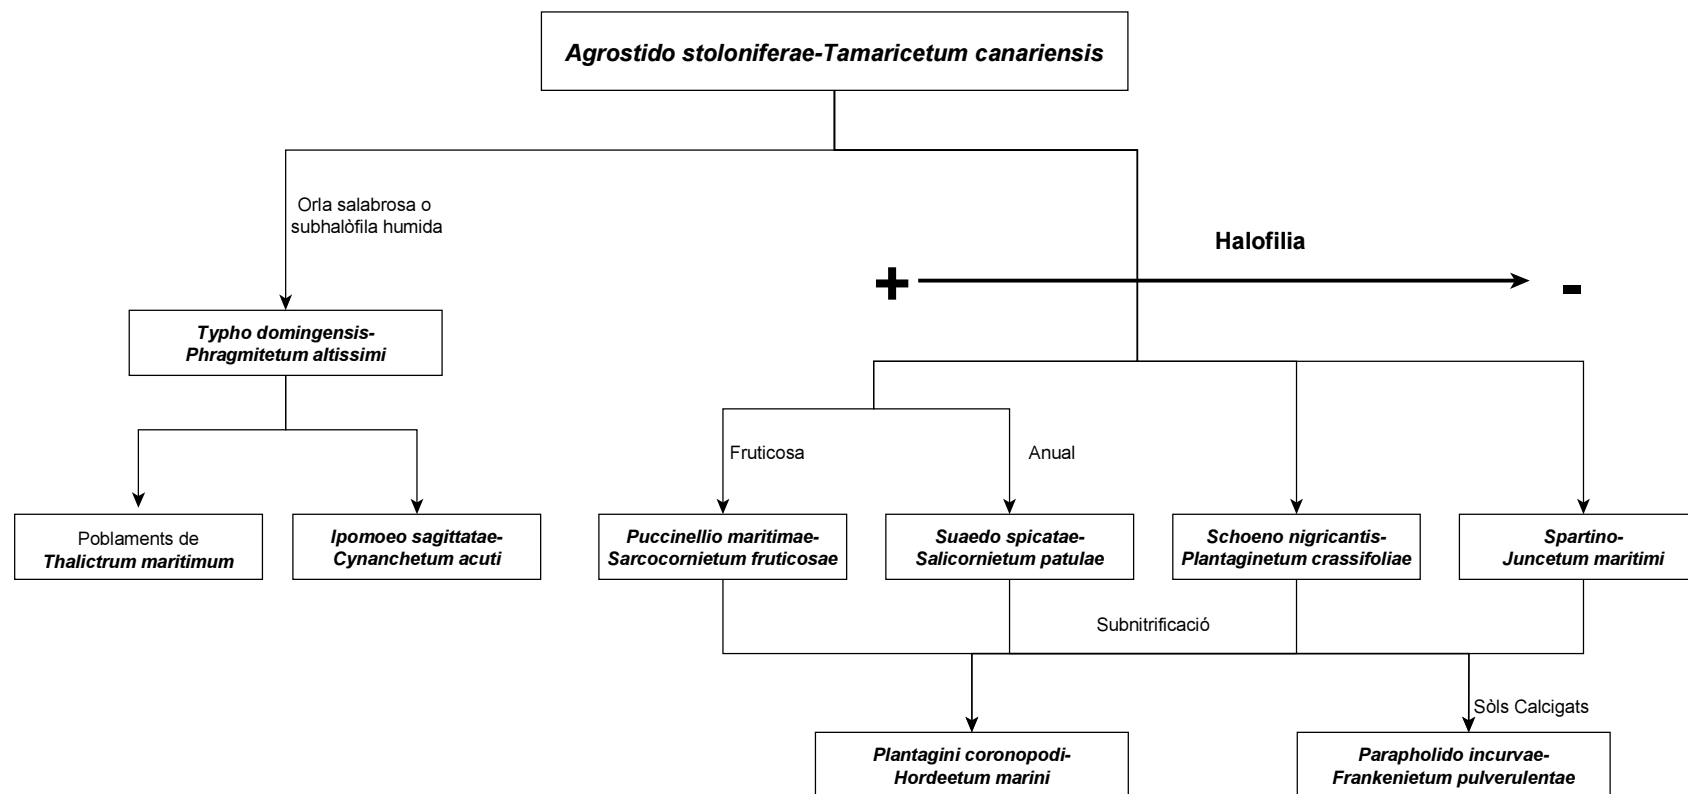 Agrostido stoloniferae-Tamaricetum canariensis
Orla salabrosa o
subhalòfila humida
Halofilia
+
-
Typho domingensis-
Phragmitetum altissimi
Fruticosa
Anual
Poblaments de
Thalictrum maritimum
Ipomoeo sagittatae-
Cynanchetum acuti
Puccinellio maritimae-
Sarcocornietum fruticosae
Suaedo spicatae-
Salicornietum patulae
Schoeno nigricantis-
Plantaginetum crassifoliae
Spartino-
Juncetum maritimi
Subnitrificació
Sòls Calcigats
Plantagini coronopodi-
Hordeetum marini
Parapholido incurvae-
Frankenietum pulverulentae